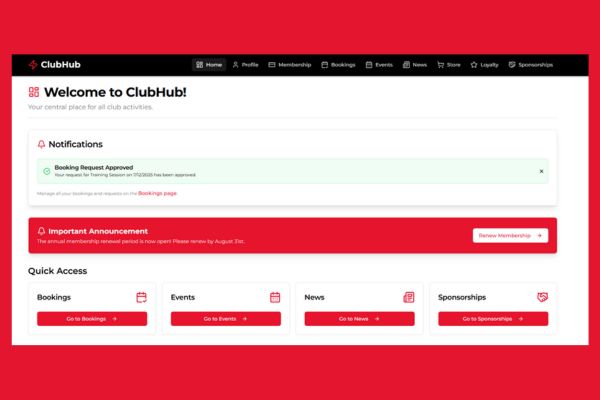 ClubHub
Home Profile Membership Bookings Events News Store Loyalty Sponsorships
Welcome to ClubHub!
Your central place for all club activities.
Notifications
Booking Request Approved
Your request for Training Session on 7/12/2025 has been approved.
Manage all your bookings and requests on the Bookings page.
Important Announcement
The annual membership renewal period is now open! Please renew by August 31st.
Renew Membership →
Quick Access
Bookings Events News Sponsorships
Go to Bookings → Go to Events → Go to News → Go to Sponsorships →